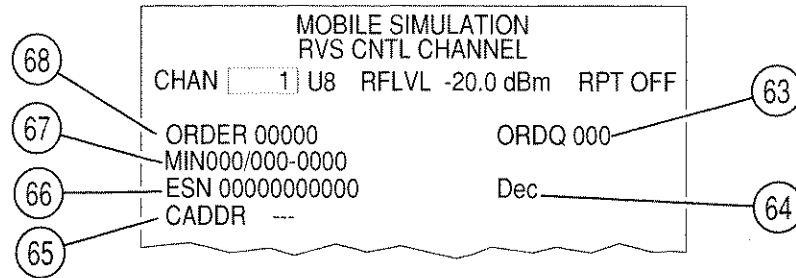 MOBILE SIMULATION
RVS CNTL CHANNEL
CHAN 1 U8 RFLVL -20.0 dBm RPT OFF
68
63
ORDER 00000 ORDQ 000
67
MIN000/000-0000
66
ESN 00000000000 Dec
64
CADDR ---
65